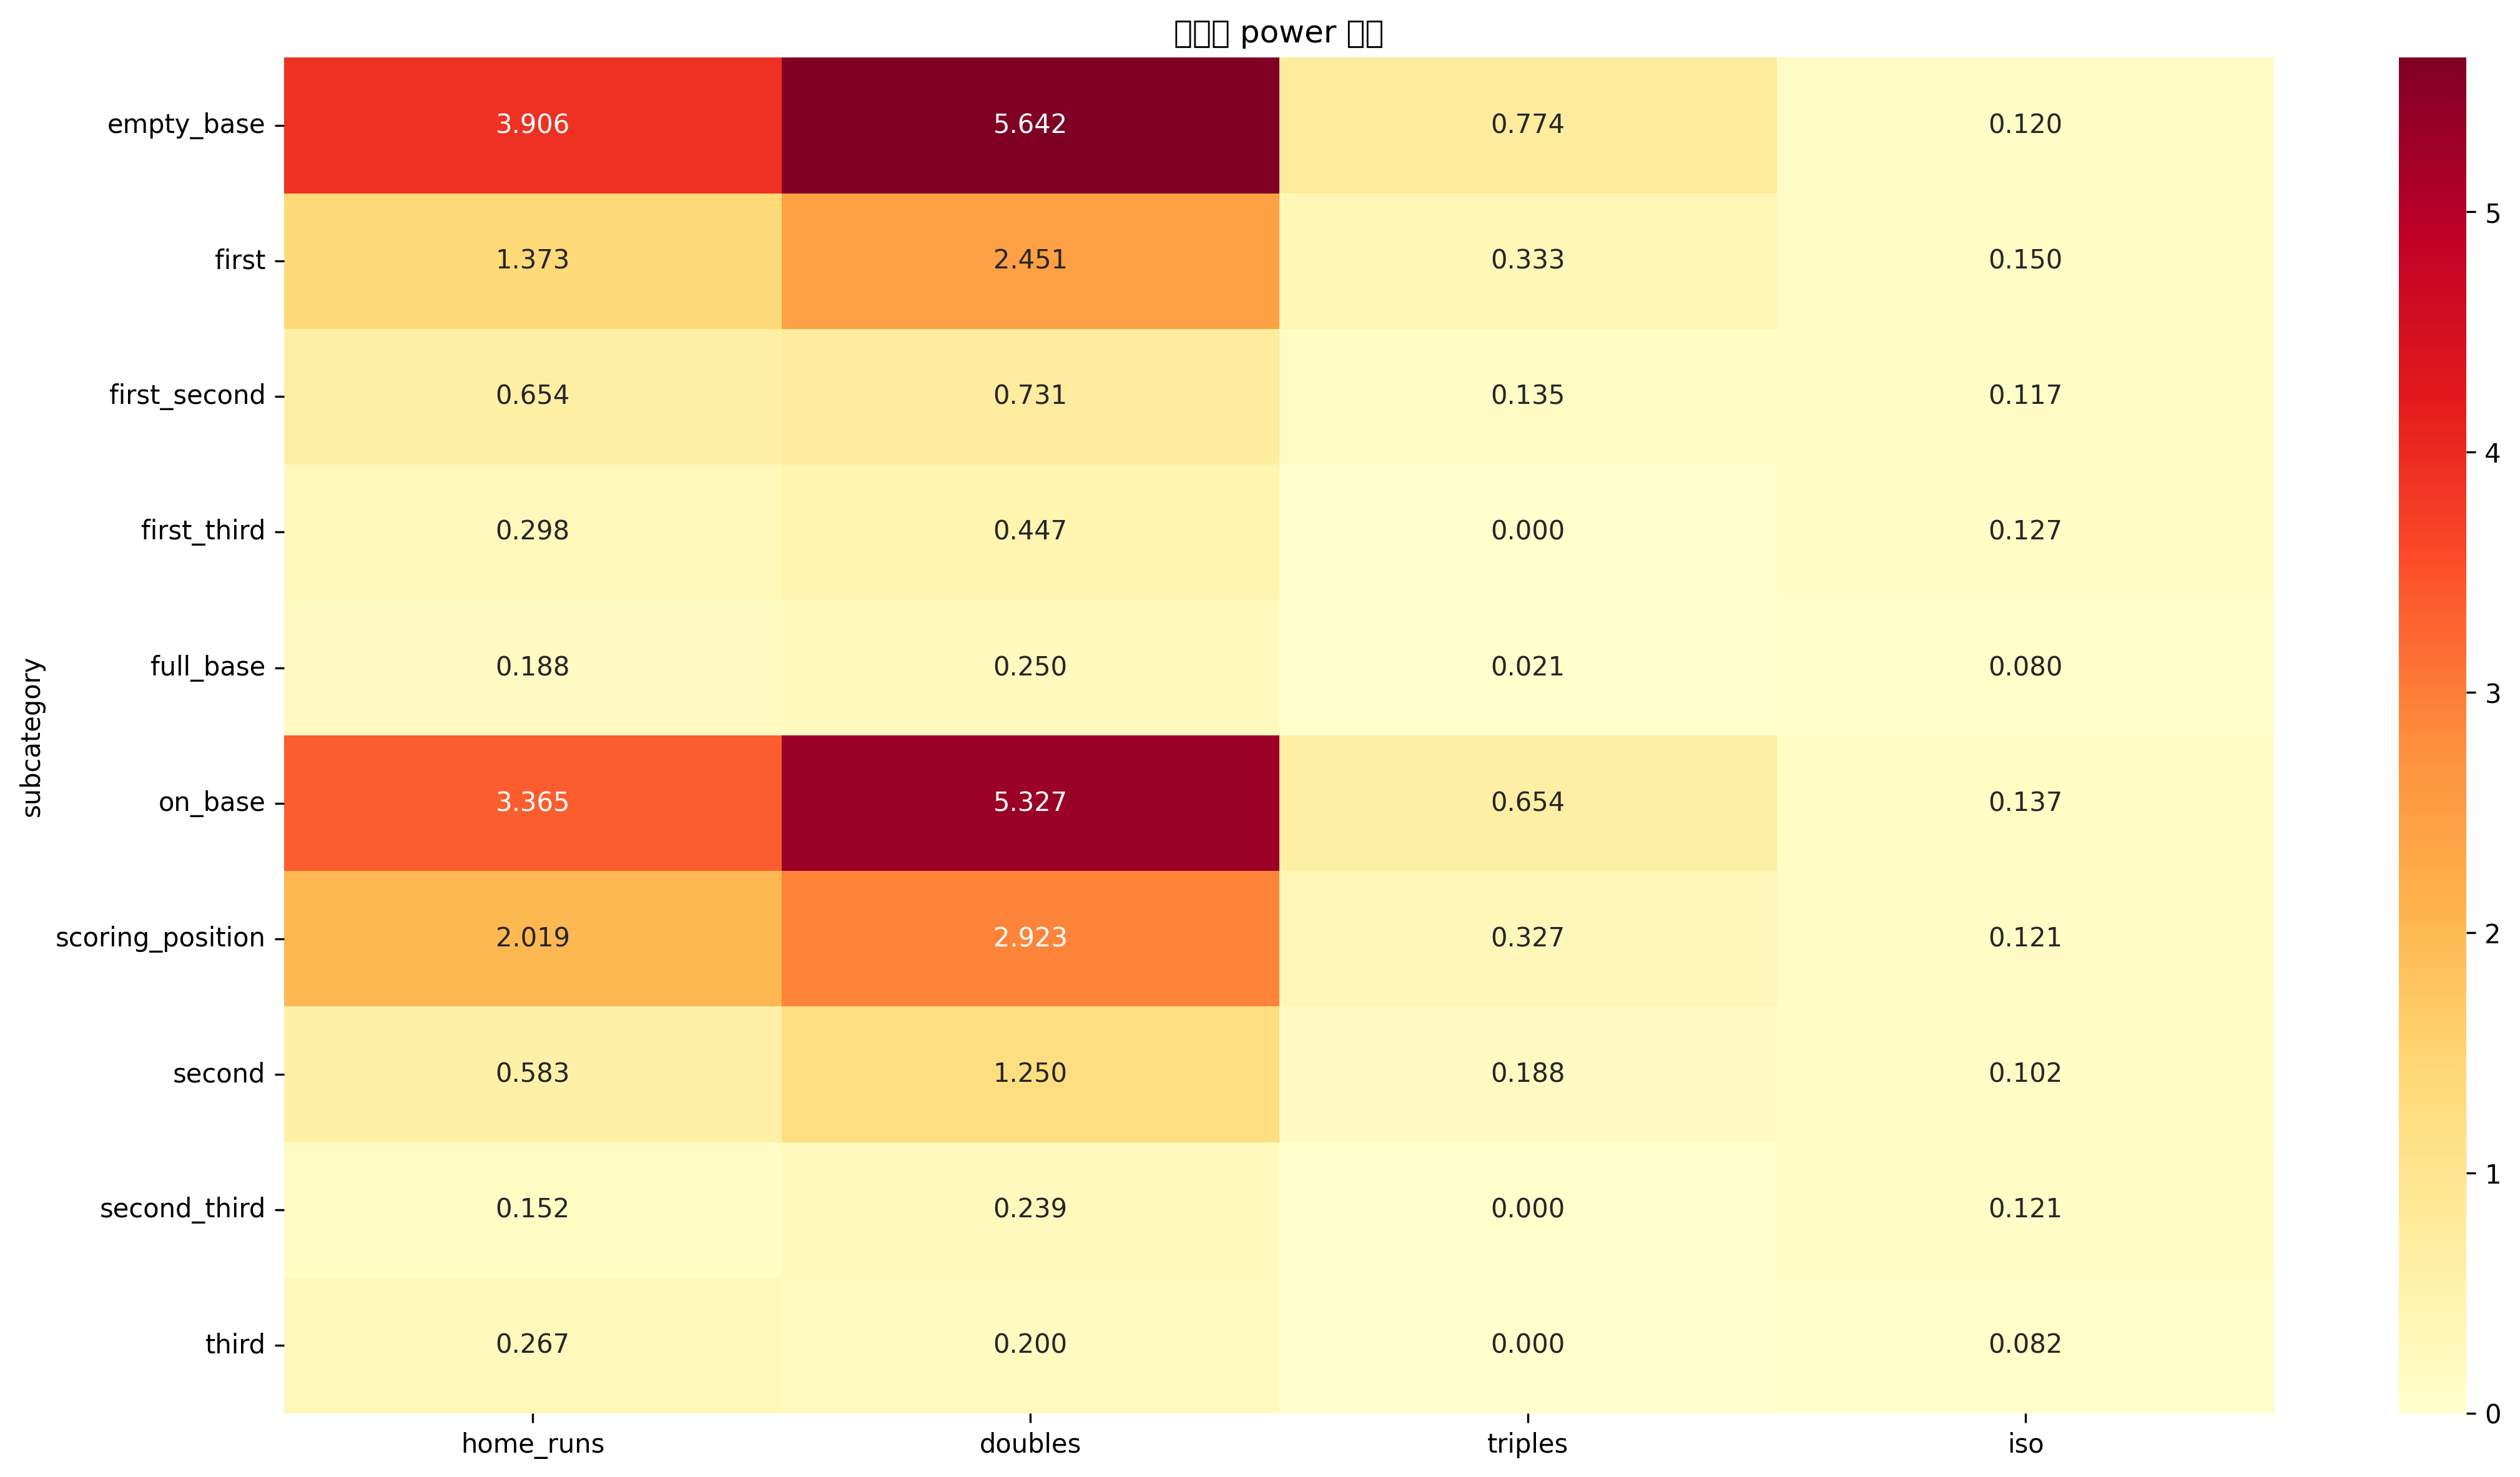 power
empty_base 3.906 5.642 0.774 0.120
first 1.373 2.451 0.333 0.150
first_second 0.654 0.731 0.135 0.117
first_third 0.298 0.447 0.000 0.127
full_base 0.188 0.250 0.021 0.080
on_base 3.365 5.327 0.654 0.137
scoring_position 2.019 2.923 0.327 0.121
second 0.583 1.250 0.188 0.102
second_third 0.152 0.239 0.000 0.121
third 0.267 0.200 0.000 0.082
home_runs doubles triples iso
subcategory
5
4
3
2
1
0